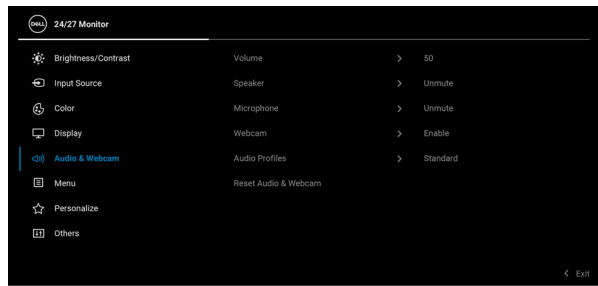 DELL 24/27 Monitor
Brightness/Contrast Volume > 50
Input Source Speaker > Unmute
Color Microphone > Unmute
Display Webcam > Enable
Audio & Webcam Audio Profiles > Standard
Menu Reset Audio & Webcam
Personalize
Others
< Exit